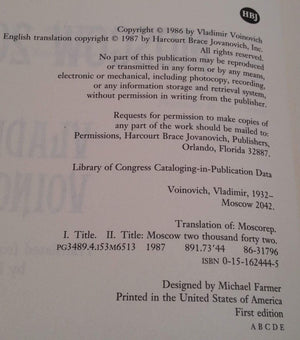 HBJ
Copyright © 1986 by Vladimir Voinovich
English translation copyright © 1987 by Harcourt Brace Jovanovich, Inc.
All rights reserved.
No part of this publication may be reproduced
or transmitted in any form or by any means,
electronic or mechanical, including photocopy, recording,
or any information storage and retrieval system,
without permission in writing from the publisher.
Requests for permission to make copies of
any part of the work should be mailed to:
Permissions, Harcourt Brace Jovanovich, Publishers,
Orlando, Florida 32887.
Library of Congress Cataloging-in-Publication Data
Voinovich, Vladimir, 1932–
Moscow 2042.
Translation of: Moscorep.
I. Title. II. Title: Moscow two thousand forty two.
PG3489.4.I53M6513 1987 891.73'44 86-31796
ISBN 0-15-162444-5
Designed by Michael Farmer
Printed in the United States of America
First edition
A B C D E